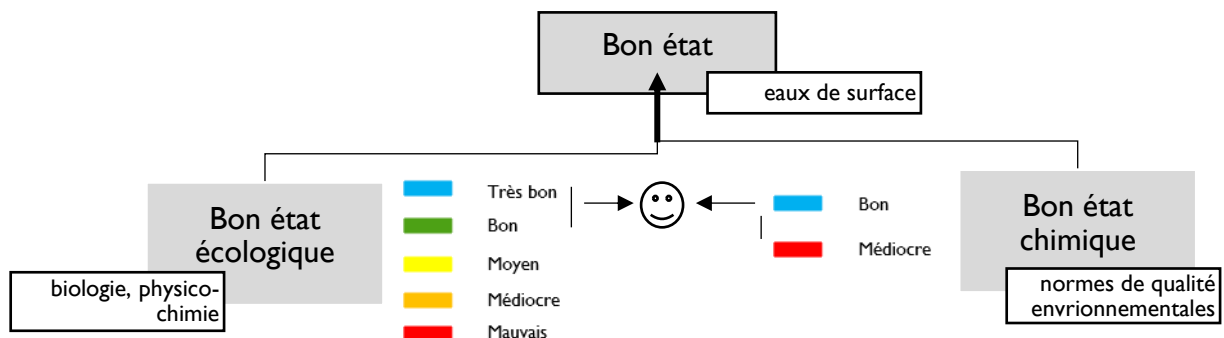 Bon état
eaux de surface
Bon état
écologique
biologie, physico-
chimie
Très bon
Bon
Moyen
Médiocre
Mauvais
Bon
Médiocre
Bon état
chimique
normes de qualité
envrionnementales